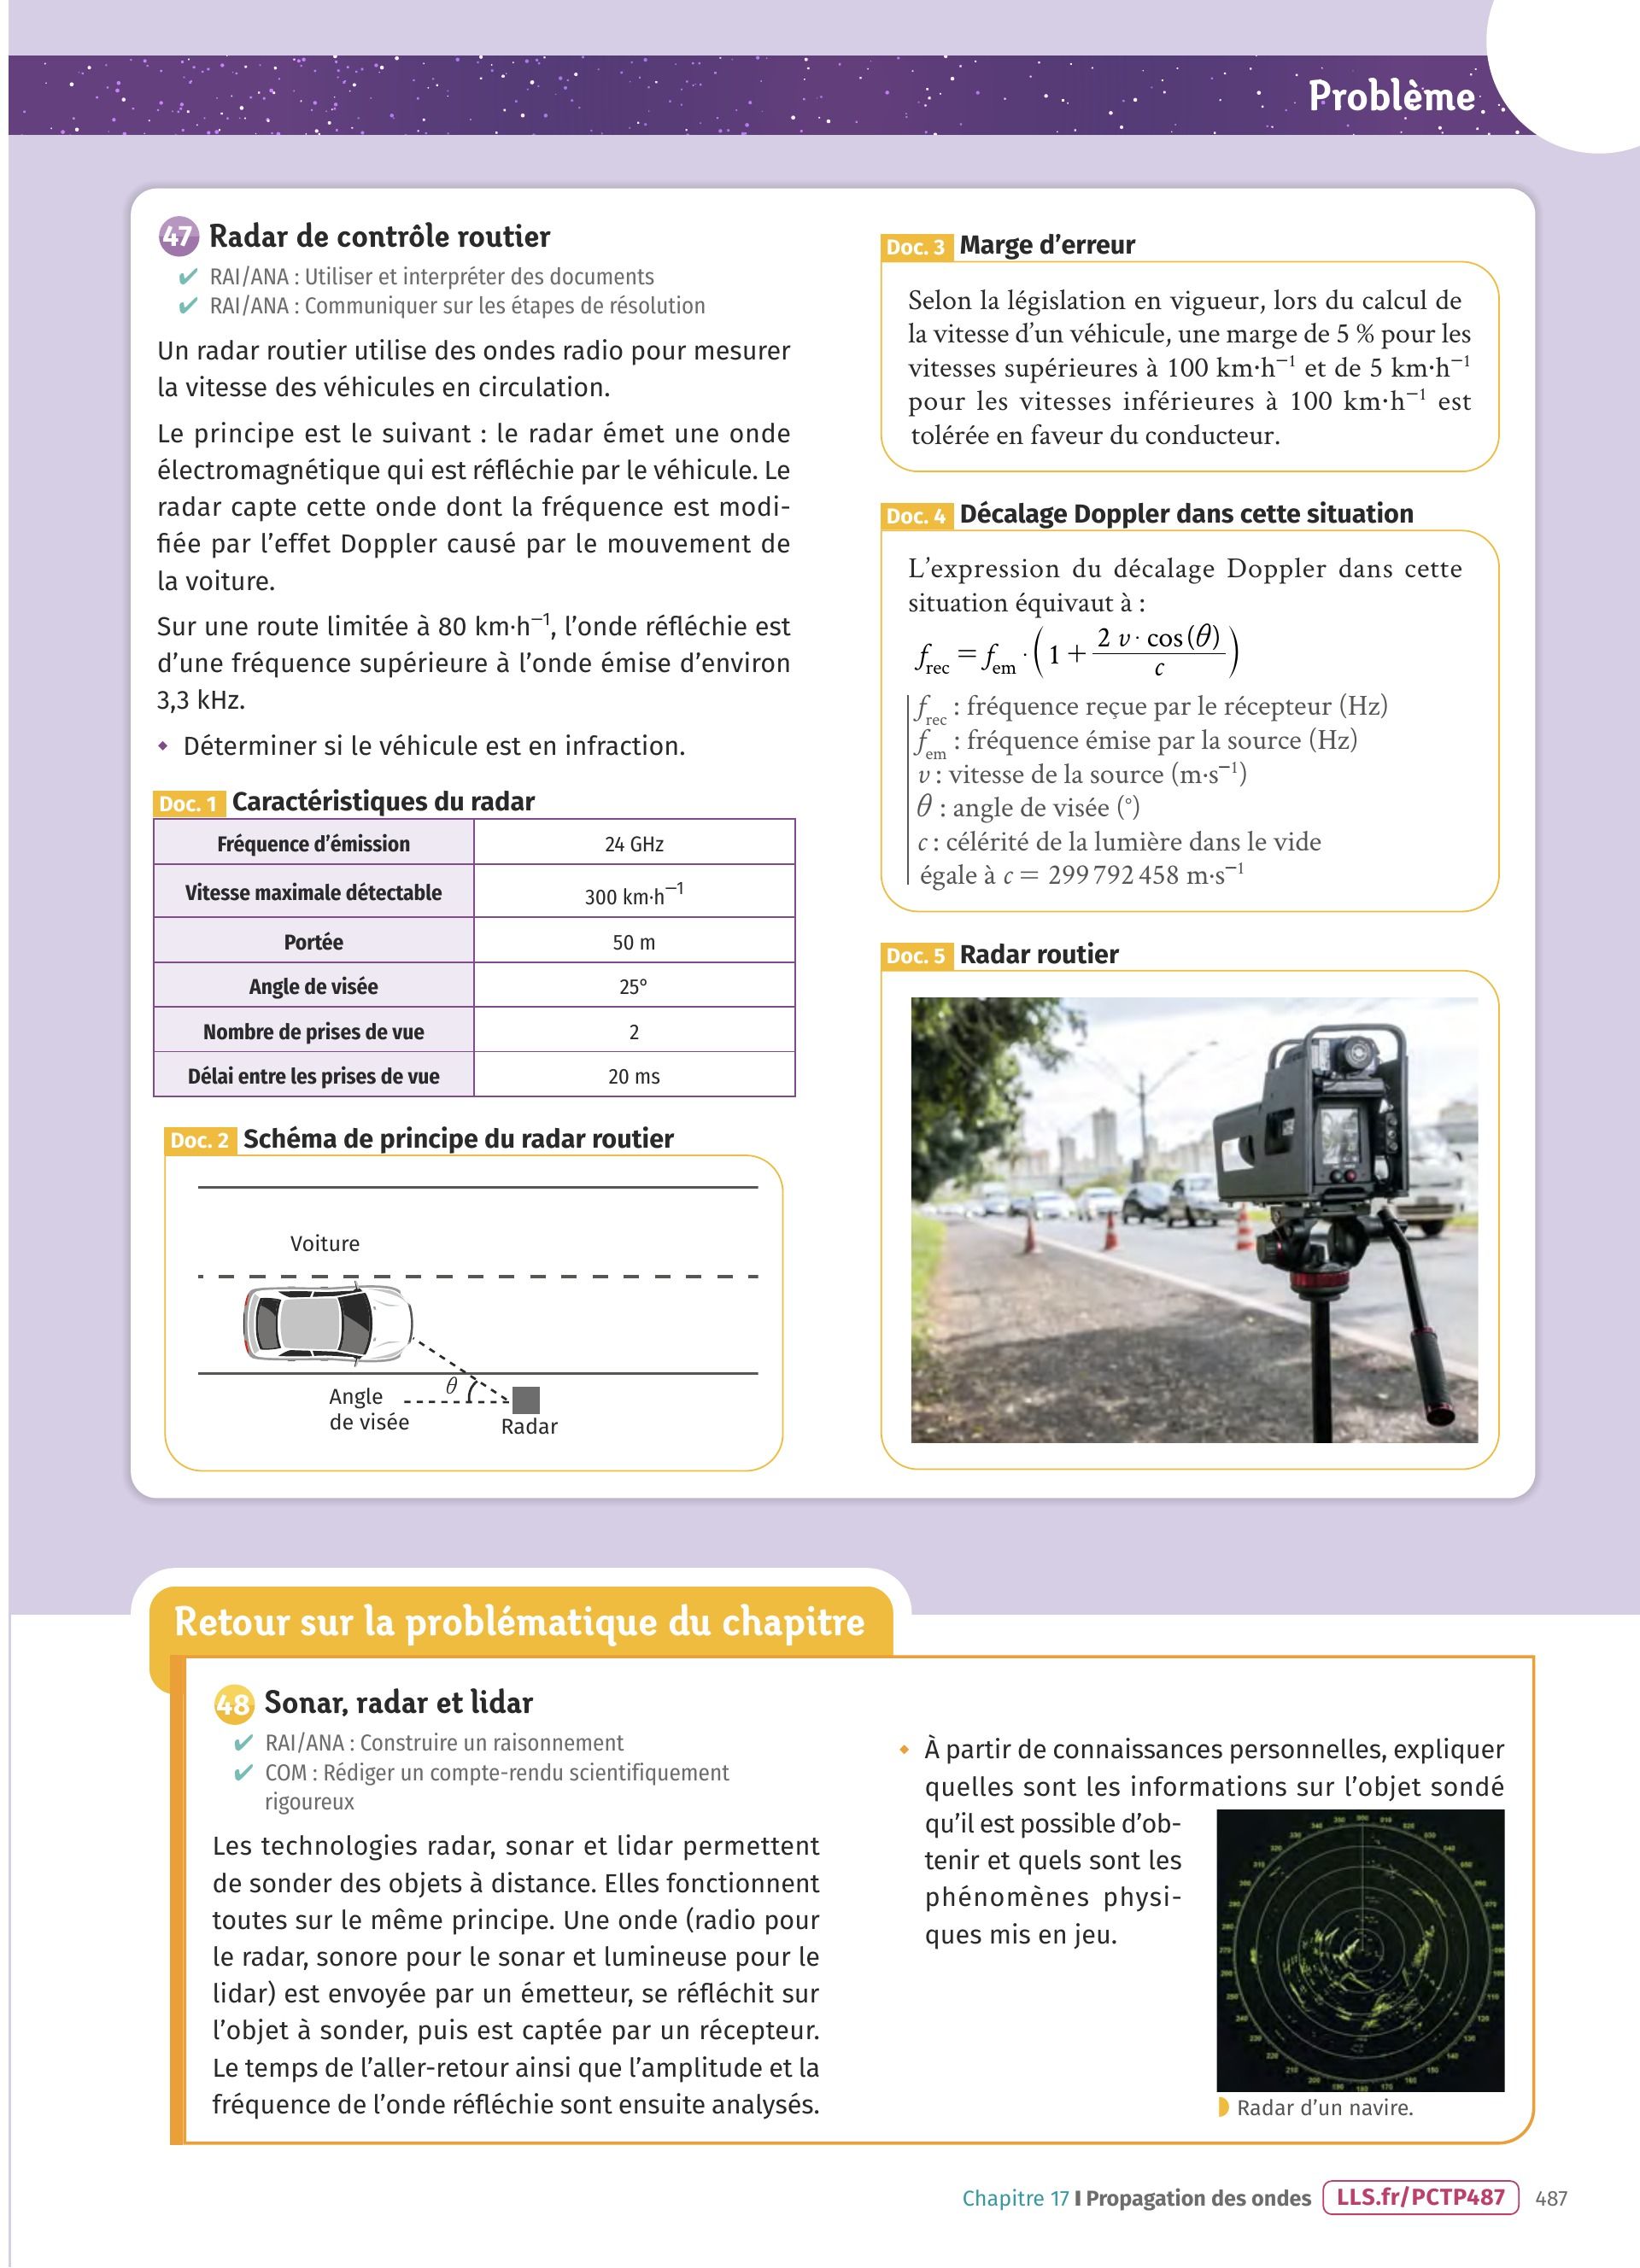 Problème
47 Radar de contrôle routier
✔ RAI/ANA : Utiliser et interpréter des documents
✔ RAI/ANA : Communiquer sur les étapes de résolution
Un radar routier utilise des ondes radio pour mesurer
la vitesse des véhicules en circulation.
Le principe est le suivant : le radar émet une onde
électromagnétique qui est réfléchie par le véhicule. Le
radar capte cette onde dont la fréquence est modi-
fiée par l'effet Doppler causé par le mouvement de
la voiture.
Sur une route limitée à 80 km·h⁻¹, l'onde réfléchie est
d'une fréquence supérieure à l'onde émise d'environ
3,3 kHz.
◆ Déterminer si le véhicule est en infraction.
Doc. 1 Caractéristiques du radar
Fréquence d'émission 24 GHz
Vitesse maximale détectable 300 km·h⁻¹
Portée 50 m
Angle de visée 25°
Nombre de prises de vue 2
Délai entre les prises de vue 20 ms
Doc. 2 Schéma de principe du radar routier
Voiture
θ
Angle
de visée
Radar
Doc. 3 Marge d'erreur
Selon la législation en vigueur, lors du calcul de
la vitesse d'un véhicule, une marge de 5 % pour les
vitesses supérieures à 100 km·h⁻¹ et de 5 km·h⁻¹
pour les vitesses inférieures à 100 km·h⁻¹ est
tolérée en faveur du conducteur.
Doc. 4 Décalage Doppler dans cette situation
L'expression du décalage Doppler dans cette
situation équivaut à :
f_rec = f_em · (1 + 2 v · cos(θ) / c)
f_rec : fréquence reçue par le récepteur (Hz)
f_em : fréquence émise par la source (Hz)
v : vitesse de la source (m·s⁻¹)
θ : angle de visée (°)
c : célérité de la lumière dans le vide
égale à c = 299 792 458 m·s⁻¹
Doc. 5 Radar routier
Retour sur la problématique du chapitre
48 Sonar, radar et lidar
✔ RAI/ANA : Construire un raisonnement
✔ COM : Rédiger un compte-rendu scientifiquement
rigoureux
Les technologies radar, sonar et lidar permettent
de sonder des objets à distance. Elles fonctionnent
toutes sur le même principe. Une onde (radio pour
le radar, sonore pour le sonar et lumineuse pour le
lidar) est envoyée par un émetteur, se réfléchit sur
l'objet à sonder, puis est captée par un récepteur.
Le temps de l'aller-retour ainsi que l'amplitude et la
fréquence de l'onde réfléchie sont ensuite analysés.
◆ À partir de connaissances personnelles, expliquer
quelles sont les informations sur l'objet sondé
qu'il est possible d'ob-
tenir et quels sont les
phénomènes physi-
ques mis en jeu.
Radar d'un navire.
Chapitre 17 I Propagation des ondes LLS.fr/PCTP487 487